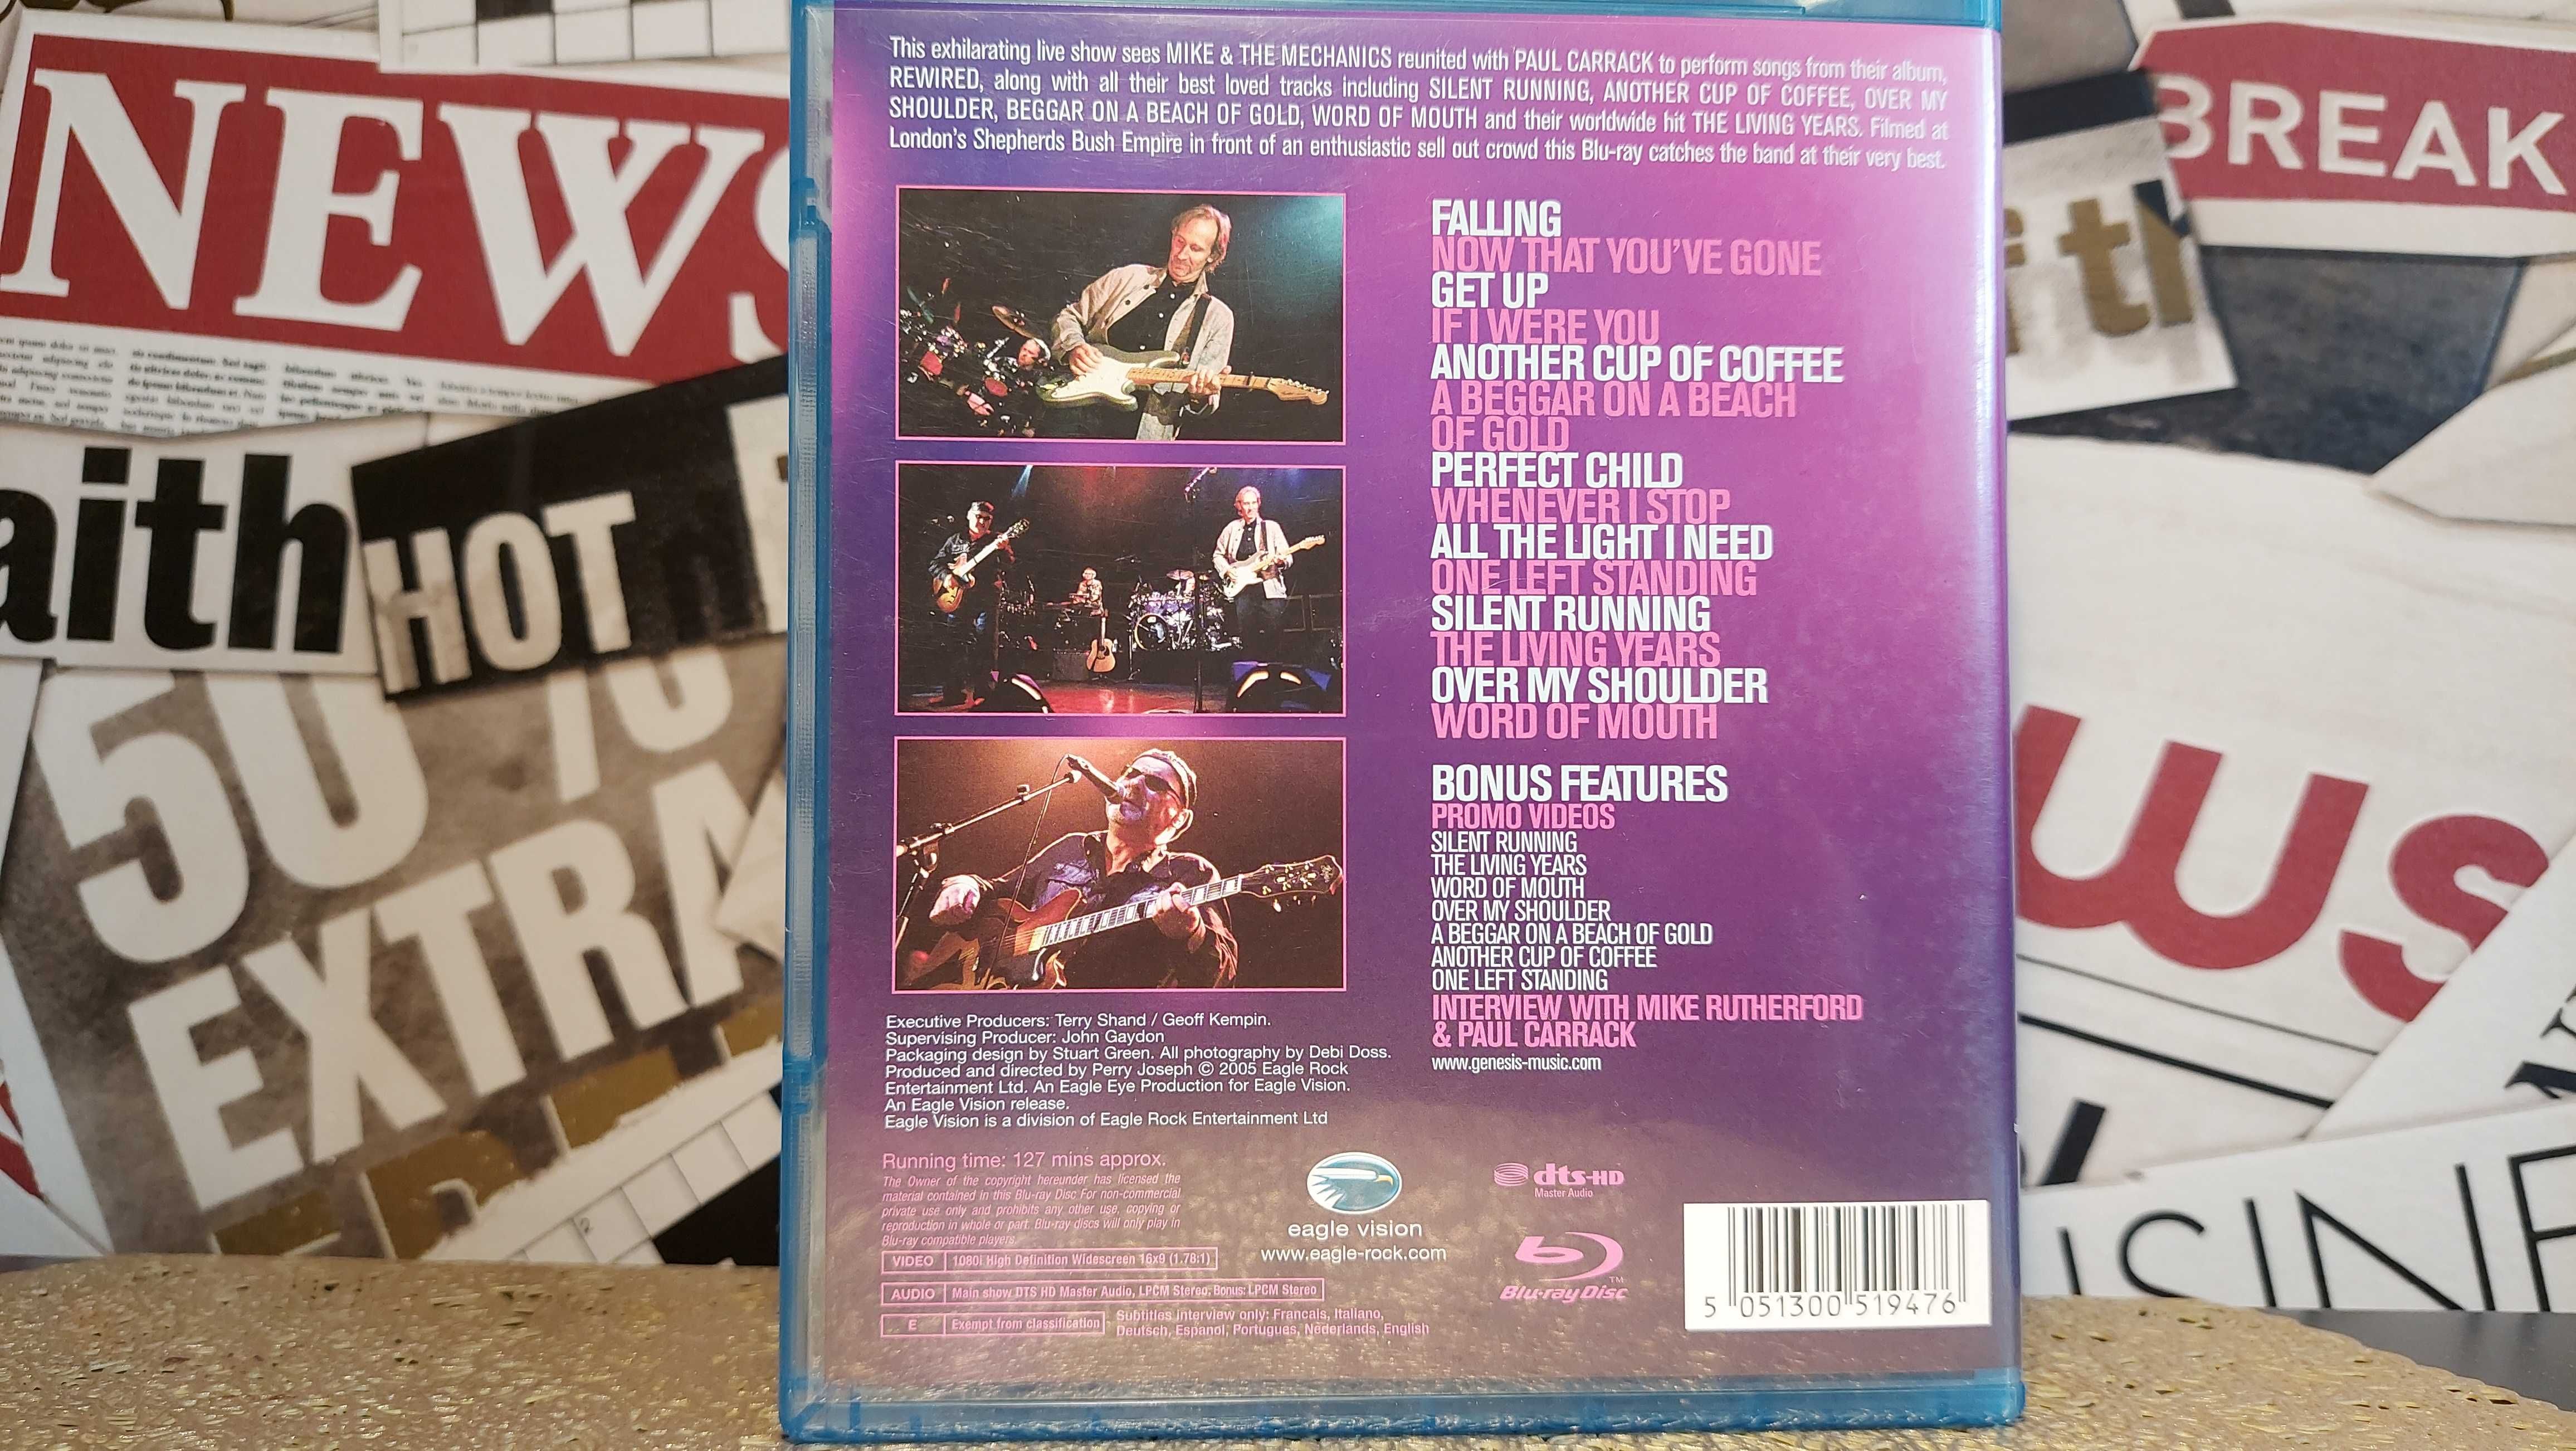 This exhilarating live show sees MIKE & THE MECHANICS reunited with PAUL CARRACK to perform songs from their album,
REWIRED, along with all their best loved tracks including SILENT RUNNING, ANOTHER CUP OF COFFEE, OVER MY
SHOULDER, BEGGAR ON A BEACH OF GOLD, WORD OF MOUTH and their worldwide hit THE LIVING YEARS. Filmed at
London's Shepherds Bush Empire in front of an enthusiastic sell out crowd this Blu-ray catches the band at their very best.
FALLING
NOW THAT YOU'VE GONE
GET UP
IF I WERE YOU
ANOTHER CUP OF COFFEE
A BEGGAR ON A BEACH
OF GOLD
PERFECT CHILD
WHENEVER I STOP
ALL THE LIGHT I NEED
ONE LEFT STANDING
SILENT RUNNING
THE LIVING YEARS
OVER MY SHOULDER
WORD OF MOUTH
BONUS FEATURES
PROMO VIDEOS
SILENT RUNNING
THE LIVING YEARS
WORD OF MOUTH
OVER MY SHOULDER
A BEGGAR ON A BEACH OF GOLD
ANOTHER CUP OF COFFEE
ONE LEFT STANDING
INTERVIEW WITH MIKE RUTHERFORD
& PAUL CARRACK
www.genesis-music.com
Executive Producers: Terry Shand / Geoff Kempin.
Supervising Producer: John Gaydon
Packaging design by Stuart Green. All photography by Debi Doss.
Produced and directed by Perry Joseph © 2005 Eagle Rock
Entertainment Ltd. An Eagle Eye Production for Eagle Vision.
An Eagle Vision release.
Eagle Vision is a division of Eagle Rock Entertainment Ltd
Running time: 127 mins approx.
The Owner of the copyright hereunder has licensed the
material contained in this Blu-ray Disc For non-commercial
private use only and prohibits any other use, copying or
reproduction in whole or part. Blu-ray discs will only play in
Blu-ray compatible players.
VIDEO 1080i High Definition Widescreen 16x9 (1.78:1)
AUDIO Main show DTS HD Master Audio, LPCM Stereo, Bonus: LPCM Stereo
E Exempt from classification
Subtitles interview only: Francais, Italiano,
Deutsch, Espanol, Portugues, Nederlands, English
eagle vision
www.eagle-rock.com
dts-HD
Master Audio
Blu-ray Disc
TM
5 051300 519476
NEWS
aith
HOT
50 %
EXTRA
BREAK
f th
WS